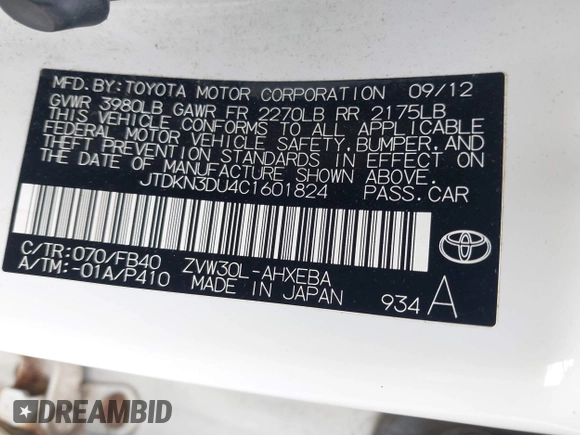 MFD.BY:TOYOTA MOTOR CORPORATION 09/12
GVWR 3980LB GAWR FR 2270LB RR 2175LB
THIS VEHICLE CONFORMS TO ALL APPLICABLE
FEDERAL MOTOR VEHICLE SAFETY,BUMPER,AND
THEFT PREVENTION STANDARDS IN EFFECT ON
THE DATE OF MANUFACTURE SHOWN ABOVE.
JTDKN3DU4C1601824 PASS.CAR
C/TR:070/FB40 ZVW30L-AHXEBA
A/TM:-01A/P410 MADE IN JAPAN 934 A
TOYOTA
DREAMBID